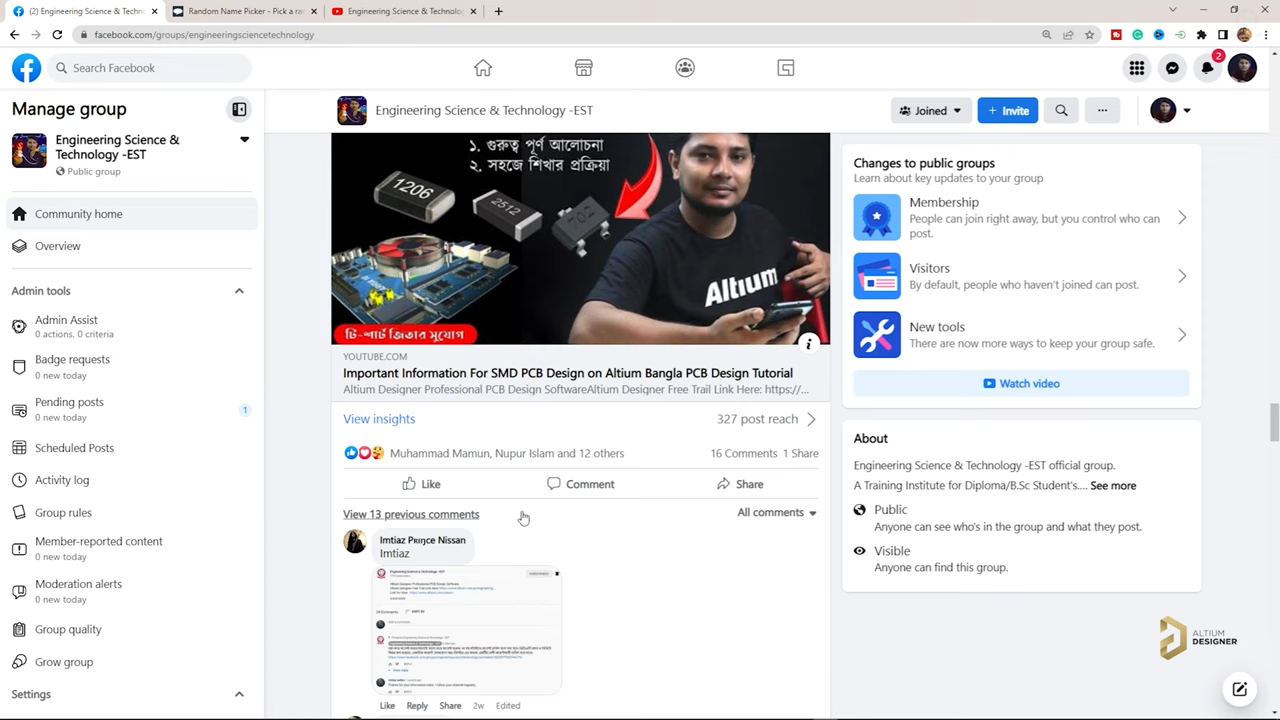 (2) Engineering Science & Techn
Random Name Picker - Pick a ra
Engineering Science & Technolo
facebook.com/groups/engineeringsciencetechnology
Search Facebook
2
Manage group
Engineering Science &
Technology -EST
Public group
Community home
Overview
Admin tools
Admin Assist
0 actions, 0 criteria
Badge requests
0 new today
Pending posts
0 new today
1
Scheduled Posts
Activity log
Group rules
Member-reported content
0 new today
Moderation alerts
0 new today
Group quality
Settings
Engineering Science & Technology -EST
Joined
+ Invite
১. গুরুত্ব পূর্ণ আলোচনা
২. সহজে শিখার প্রক্রিয়া
1206
2512
Altium
টি-শার্ট জিতার সুযোগ
YOUTUBE.COM
Important Information For SMD PCB Design on Altium Bangla PCB Design Tutorial
Altium Designer Professional PCB Design SoftwareAltium Designer Free Trail Link Here: https://...
View insights
327 post reach
Muhammad Mamun, Nupur Islam and 12 others
16 Comments 1 Share
Like
Comment
Share
View 13 previous comments
All comments
Imtiaz Prince Nissan
Imtiaz
Like Reply Share 2w Edited
Changes to public groups
Learn about key updates to your group
Membership
People can join right away, but you control who can
post.
Visitors
By default, people who haven't joined can post.
New tools
There are now more ways to keep your group safe.
Watch video
About
Engineering Science & Technology -EST official group.
A Training Institute for Diploma/B.Sc Student's.... See more
Public
Anyone can see who's in the group and what they post.
Visible
Anyone can find this group.
ALTIUM
DESIGNER